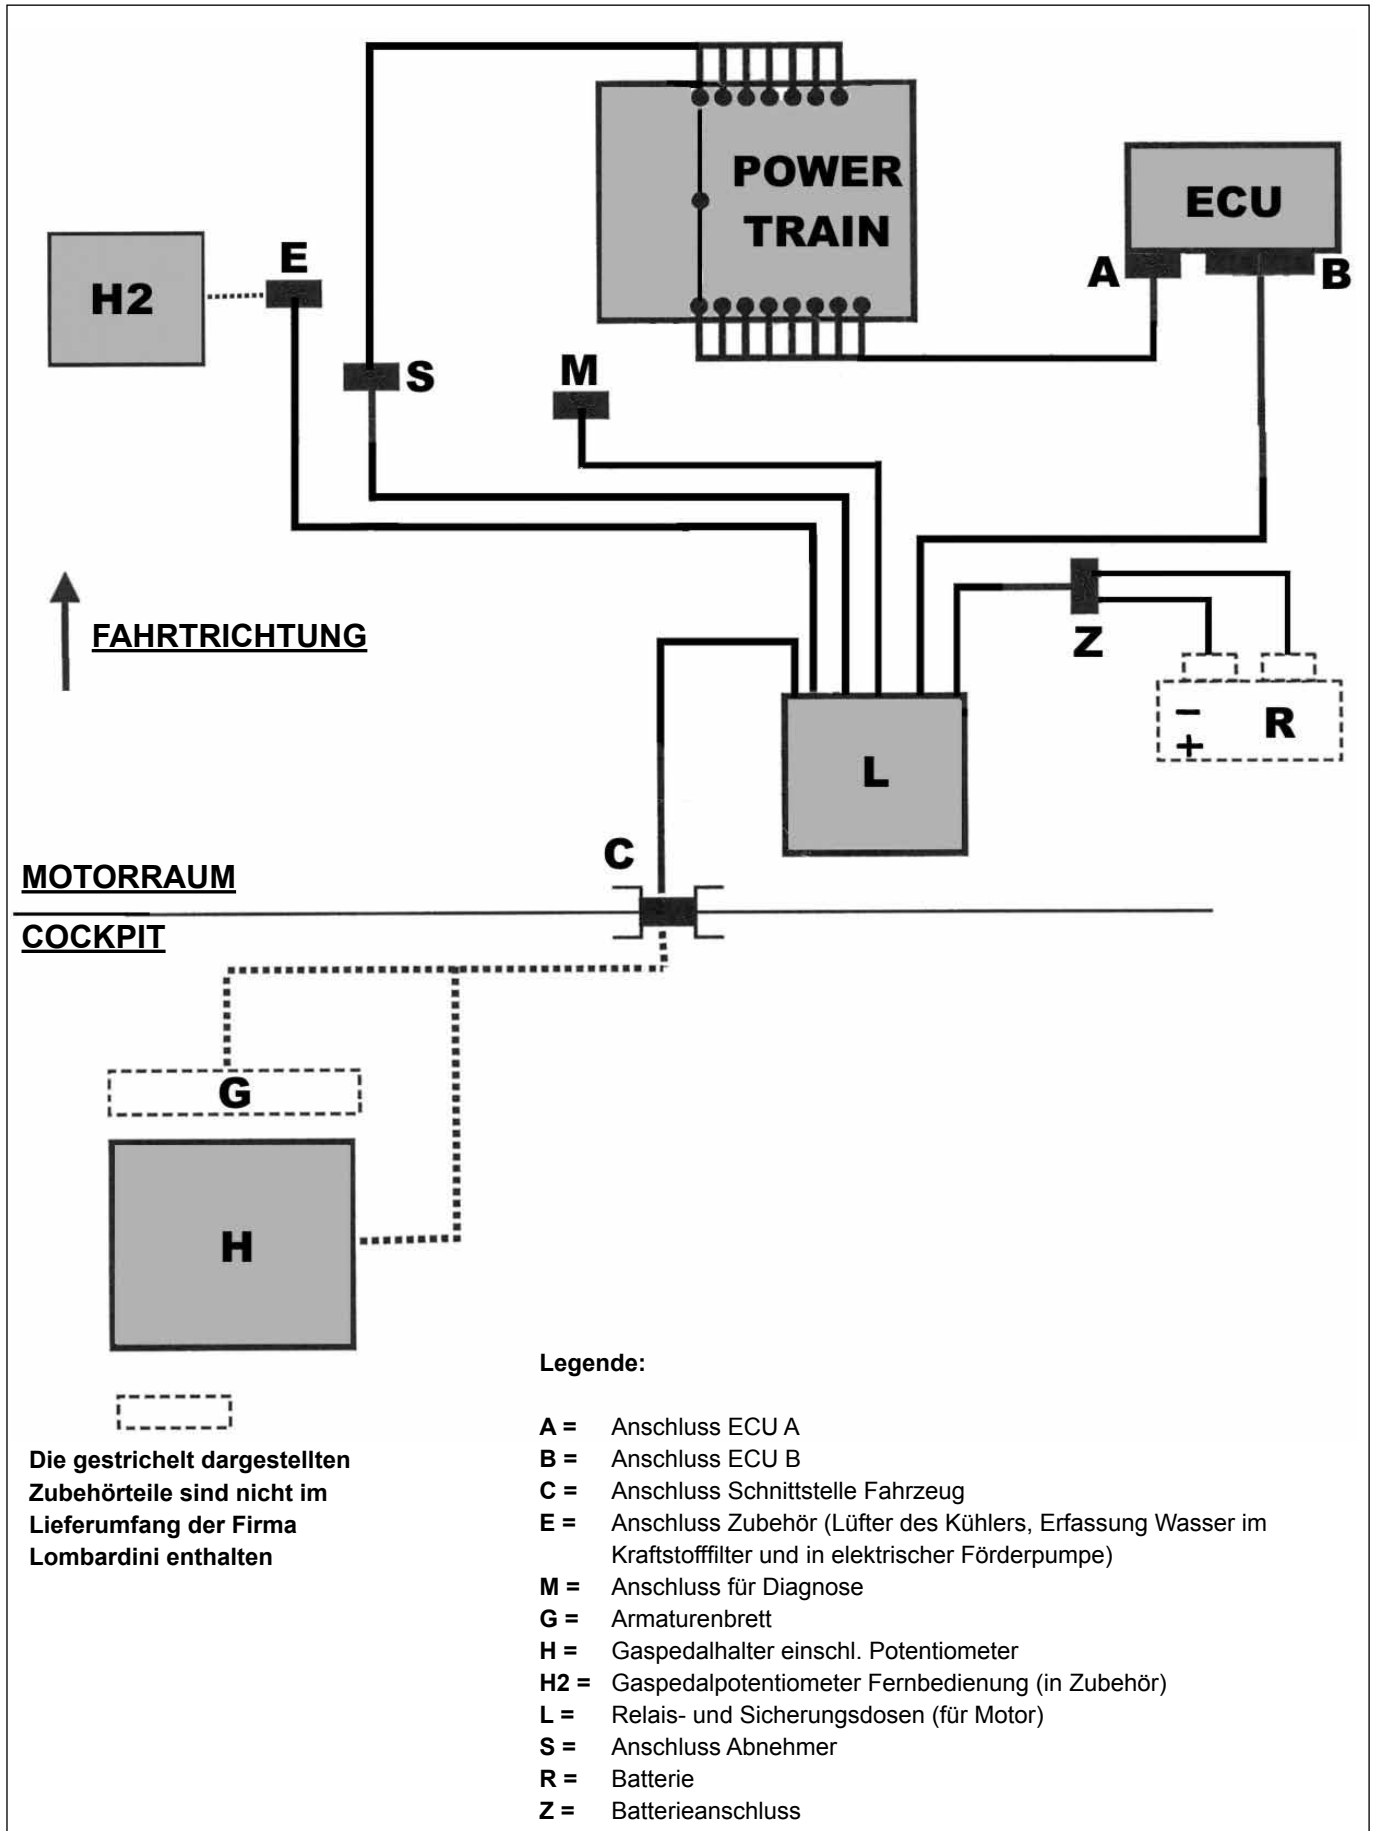 POWER
TRAIN
ECU
A
B
H2
E
S
M
FAHRTRICHTUNG
Z
−
+
R
L
C
MOTORRAUM
COCKPIT
G
H
Die gestrichelt dargestellten
Zubehörteile sind nicht im
Lieferumfang der Firma
Lombardini enthalten
Legende:
A = Anschluss ECU A
B = Anschluss ECU B
C = Anschluss Schnittstelle Fahrzeug
E = Anschluss Zubehör (Lüfter des Kühlers, Erfassung Wasser im
Kraftstofffilter und in elektrischer Förderpumpe)
M = Anschluss für Diagnose
G = Armaturenbrett
H = Gaspedalhalter einschl. Potentiometer
H2 = Gaspedalpotentiometer Fernbedienung (in Zubehör)
L = Relais- und Sicherungsdosen (für Motor)
S = Anschluss Abnehmer
R = Batterie
Z = Batterieanschluss